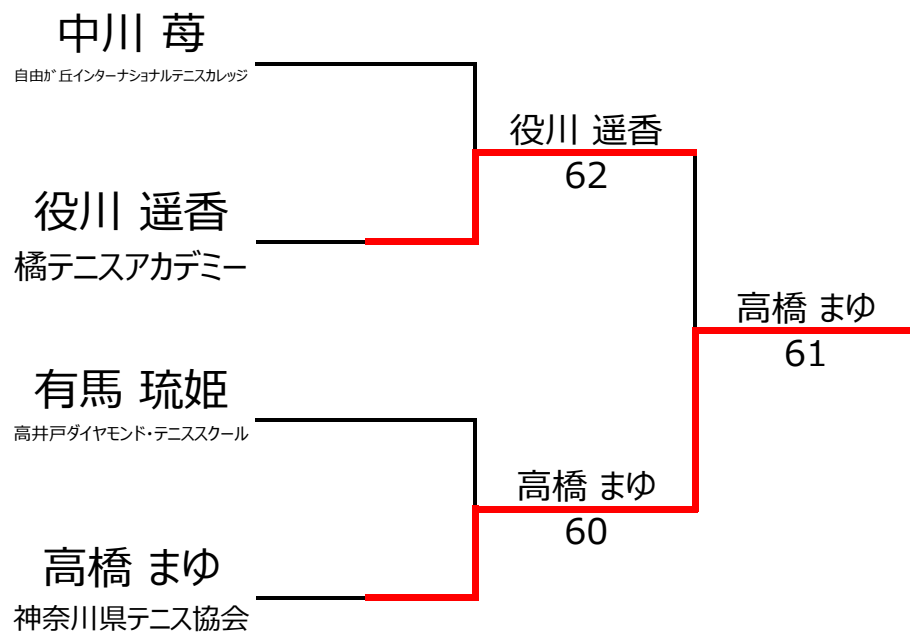 中川 苺
自由が丘インターナショナルテニスカレッジ
役川 遥香
62
役川 遥香
橘テニスアカデミー
高橋 まゆ
61
有馬 琉姫
高井戸ダイヤモンド・テニススクール
高橋 まゆ
60
高橋 まゆ
神奈川県テニス協会